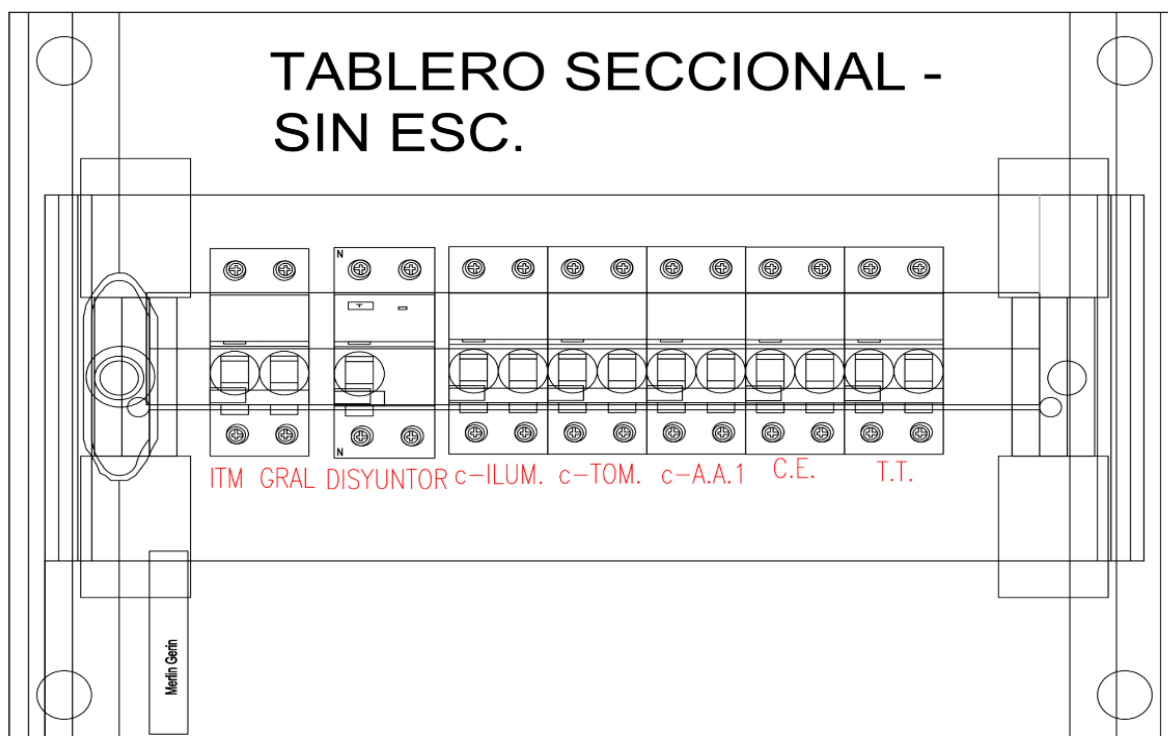 TABLERO SECCIONAL -
SIN ESC.
N
N
ITM GRAL DISYUNTOR c-ILUM. c-TOM. c-A.A.1 C.E. T.T.
Merlin Gerin